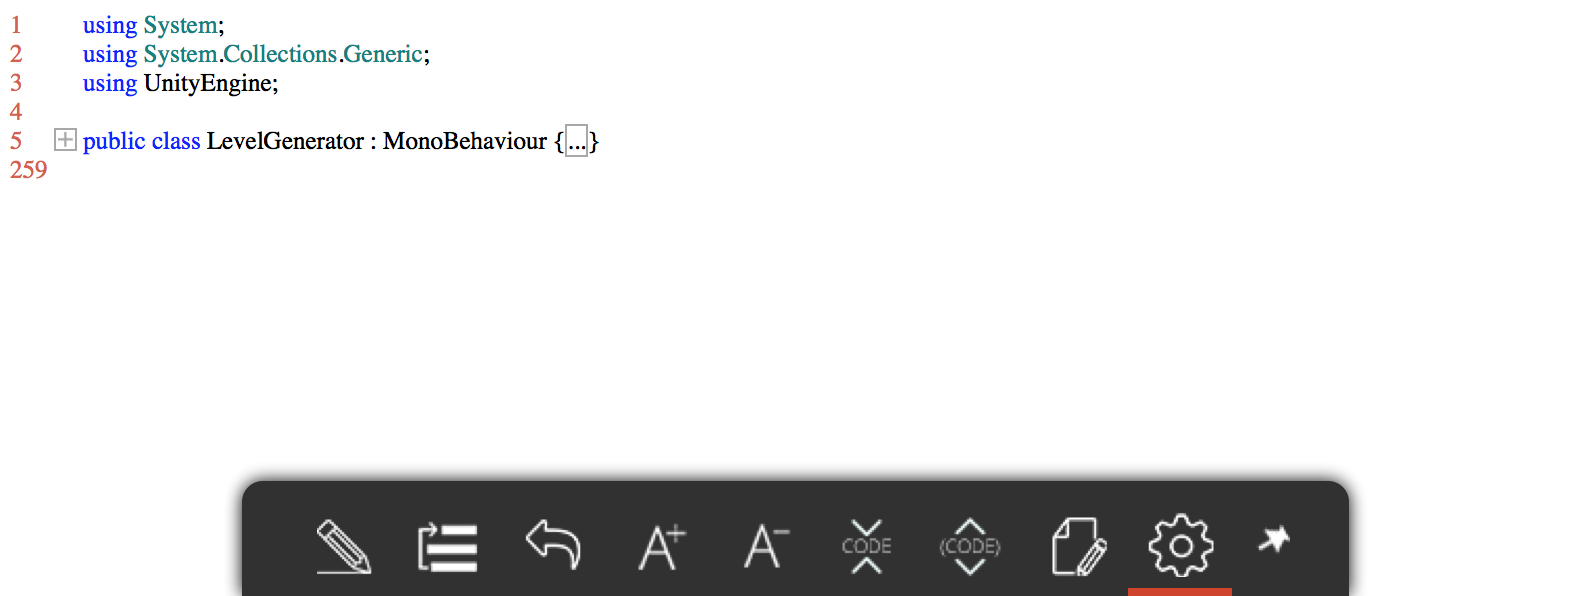 1 using System;
2 using System.Collections.Generic;
3 using UnityEngine;
4
5 public class LevelGenerator : MonoBehaviour {...}
259
A+ A− CODE (CODE)